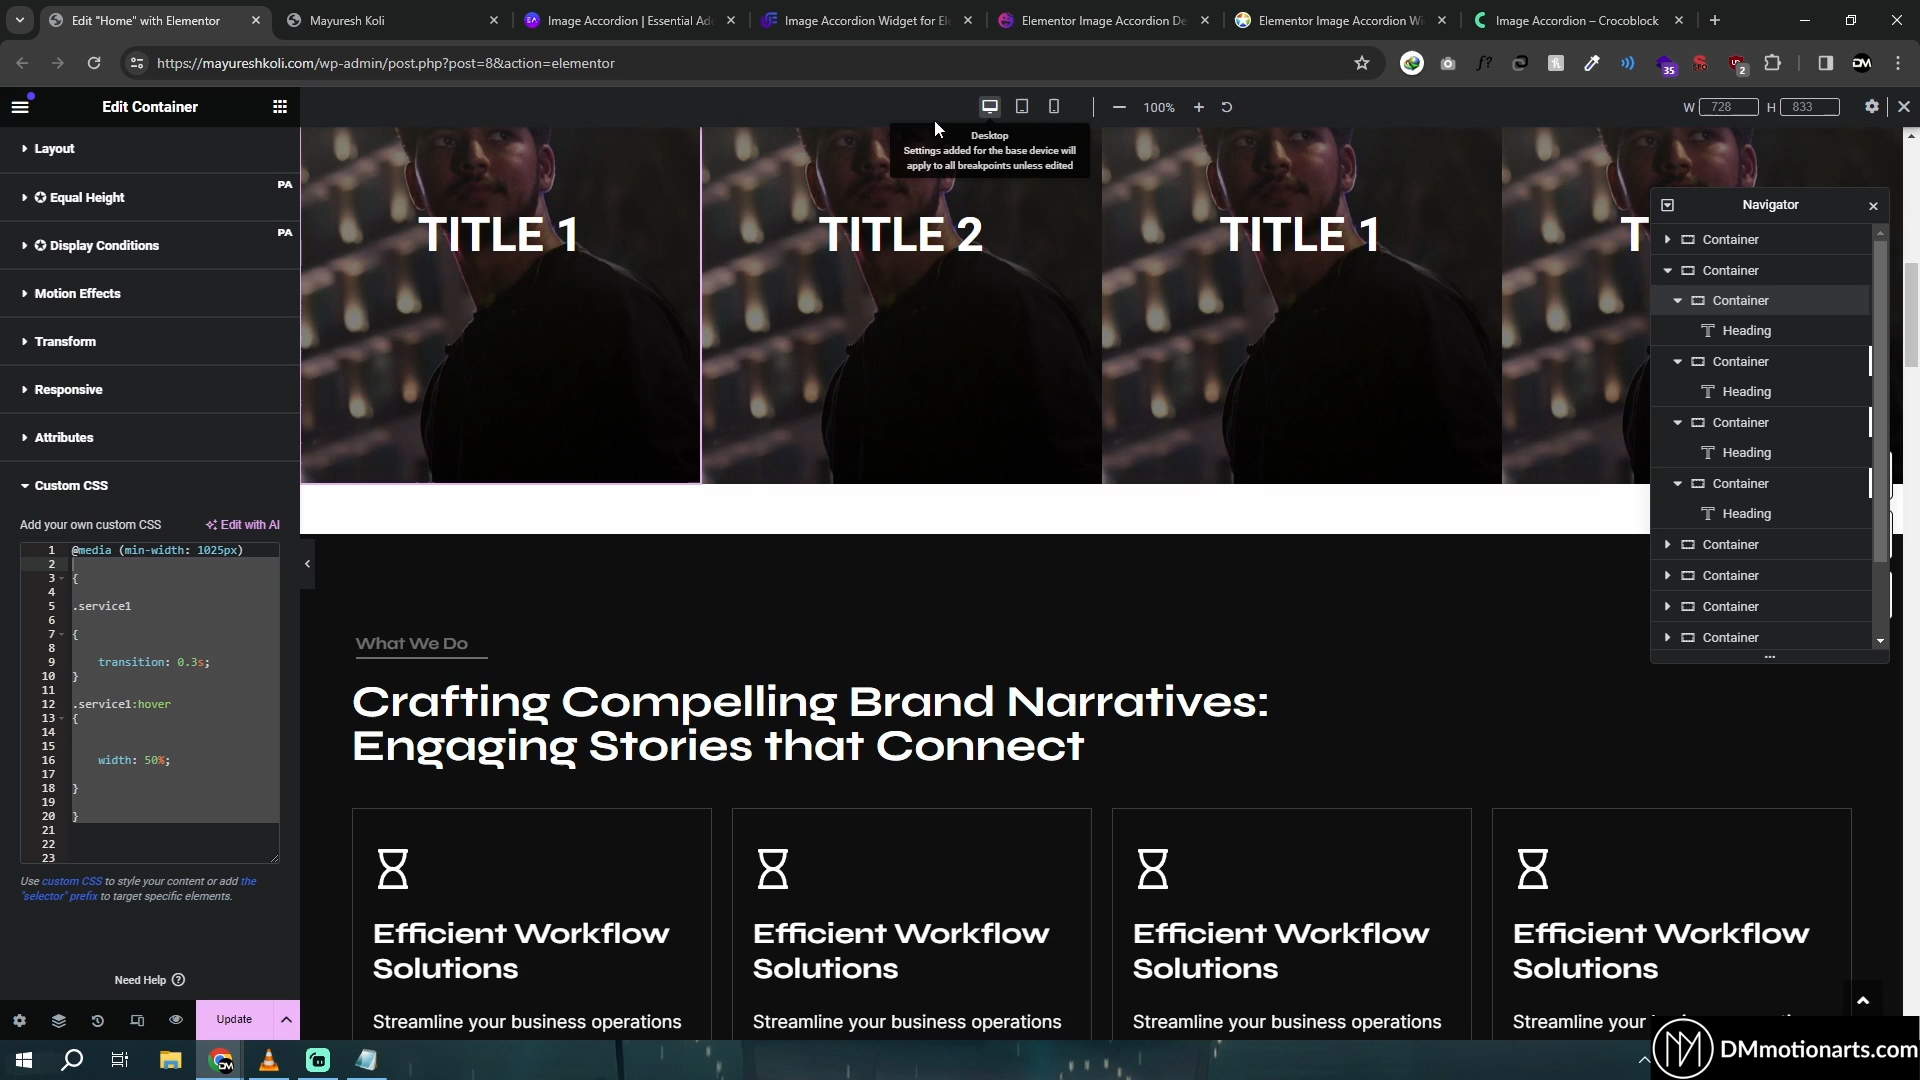 Edit "Home" with Elementor
Mayuresh Koli
Image Accordion | Essential Ad
Image Accordion Widget for El
Elementor Image Accordion De
Elementor Image Accordion Wi
Image Accordion – Crocoblock
https://mayureshkoli.com/wp-admin/post.php?post=8&action=elementor
35
2
DM
Edit Container
100%
W 728 H 833
Desktop
Settings added for the base device will
apply to all breakpoints unless edited
Layout
Equal Height
PA
Display Conditions
PA
Motion Effects
Transform
Responsive
Attributes
Custom CSS
Add your own custom CSS
Edit with AI
1 @media (min-width: 1025px)
2
3 {
4
5 .service1
6
7 {
8
9 transition: 0.3s;
10 }
11
12 .service1:hover
13 {
14
15
16 width: 50%;
17
18 }
19
20 }
21
22
23
Use custom CSS to style your content or add the
"selector" prefix to target specific elements.
Need Help
Update
TITLE 1
TITLE 2
TITLE 1
T
Navigator
Container
Container
Container
Heading
Container
Heading
Container
Heading
Container
Heading
Container
Container
Container
Container
What We Do
Crafting Compelling Brand Narratives:
Engaging Stories that Connect
Efficient Workflow
Solutions
Streamline your business operations
Efficient Workflow
Solutions
Streamline your business operations
Efficient Workflow
Solutions
Streamline your business operations
Efficient Workflow
Solutions
Streamline your
DMmotionarts.com